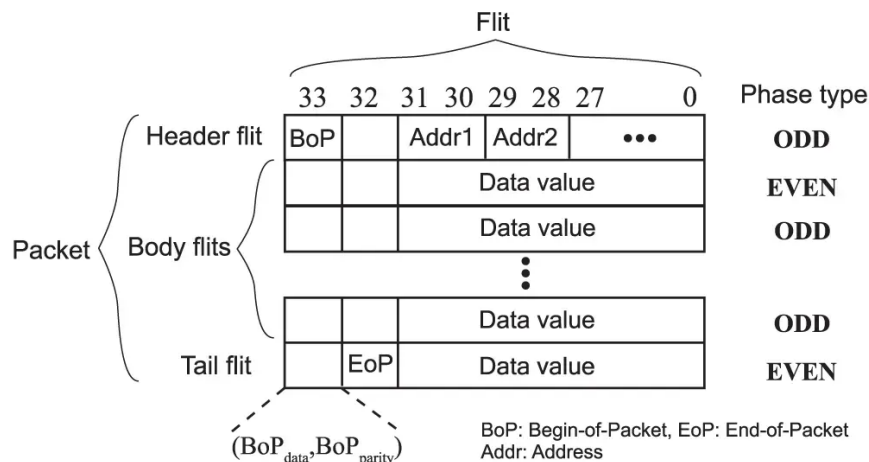 Flit
33 32 31 30 29 28 27 0 Phase type
Header flit BoP Addr1 Addr2 ••• ODD
Data value EVEN
Data value ODD
Packet Body flits
Data value ODD
Tail flit EoP Data value EVEN
(BoPdata,BoPparity)
BoP: Begin-of-Packet, EoP: End-of-Packet
Addr: Address